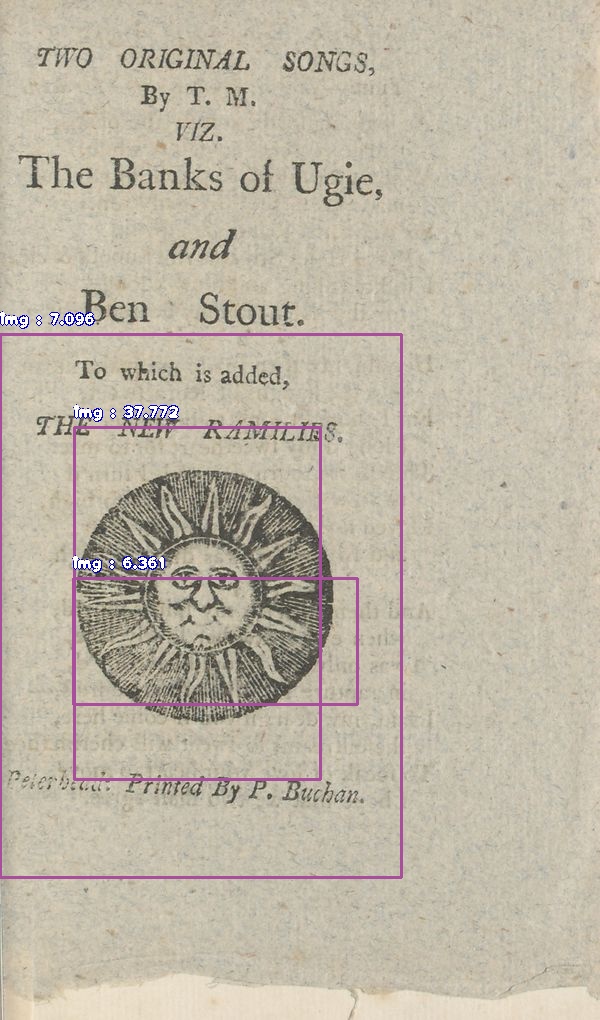 TWO ORIGINAL SONGS,
By T. M.
VIZ.
The Banks of Ugie,
and
Ben Stout.
img : 7.096
To which is added,
img : 37.772
THE NEW RAMILIES.
img : 6.361
Peterhead: Printed By P. Buchan.